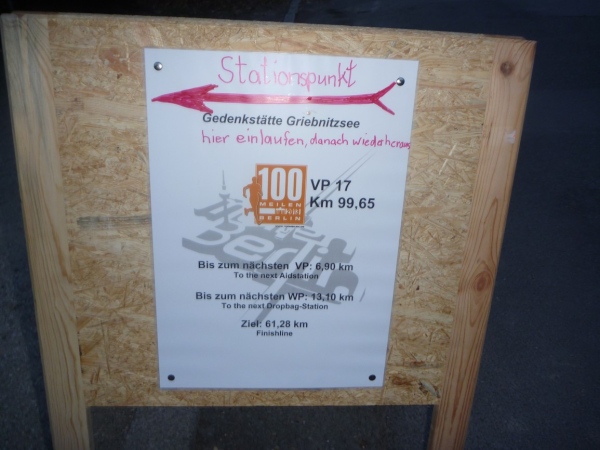 Stationspunkt
Gedenkstätte Griebnitzsee
hier einlaufen, danach wieder heraus
100
MEILEN
BERLIN
VP 17
Km 99,65
Berlin
Bis zum nächsten VP: 6,90 km
To the next Aidstation
Bis zum nächsten WP: 13,10 km
To the next Dropbag-Station
Ziel: 61,28 km
Finishline